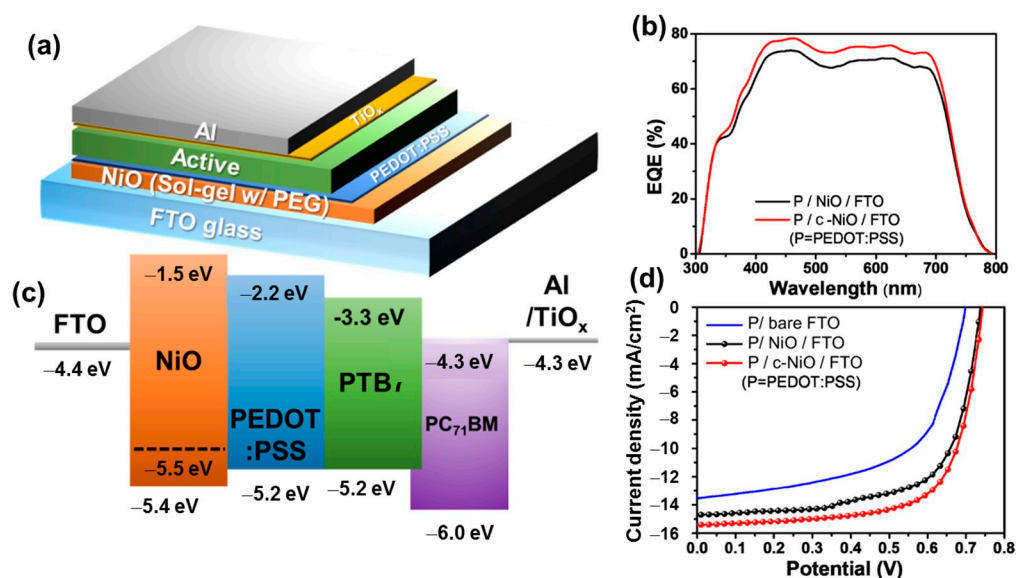 (a)
Al
TiOₓ
Active
PEDOT:PSS
NiO (Sol-gel w/ PEG)
FTO glass
(b)
EQE (%)
80
60
40
20
0
300 400 500 600 700 800
Wavelength (nm)
P / NiO / FTO
P / c -NiO / FTO
(P=PEDOT:PSS)
(c)
FTO
−4.4 eV
−1.5 eV
NiO
−5.5 eV
−5.4 eV
−2.2 eV
PEDOT
:PSS
−5.2 eV
-3.3 eV
−5.2 eV
−4.3 eV
PC₇₁BM
−6.0 eV
Al
/TiOₓ
−4.3 eV
(d)
Current density (mA/cm²)
0
−2
−4
−6
−8
−10
−12
−14
−16
0.0 0.1 0.2 0.3 0.4 0.5 0.6 0.7 0.8
Potential (V)
P/ bare FTO
P/ NiO / FTO
P / c-NiO / FTO
(P=PEDOT:PSS)